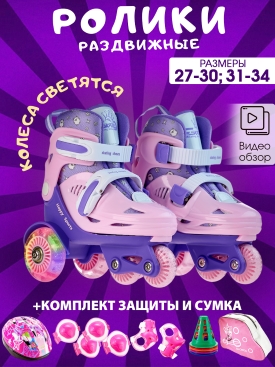 РОЛИКИ
РАЗДВИЖНЫЕ
РАЗМЕРЫ
27-30; 31-34
КОЛЕСА СВЕТЯТСЯ
Видео
обзор
+КОМПЛЕКТ ЗАЩИТЫ И СУМКА